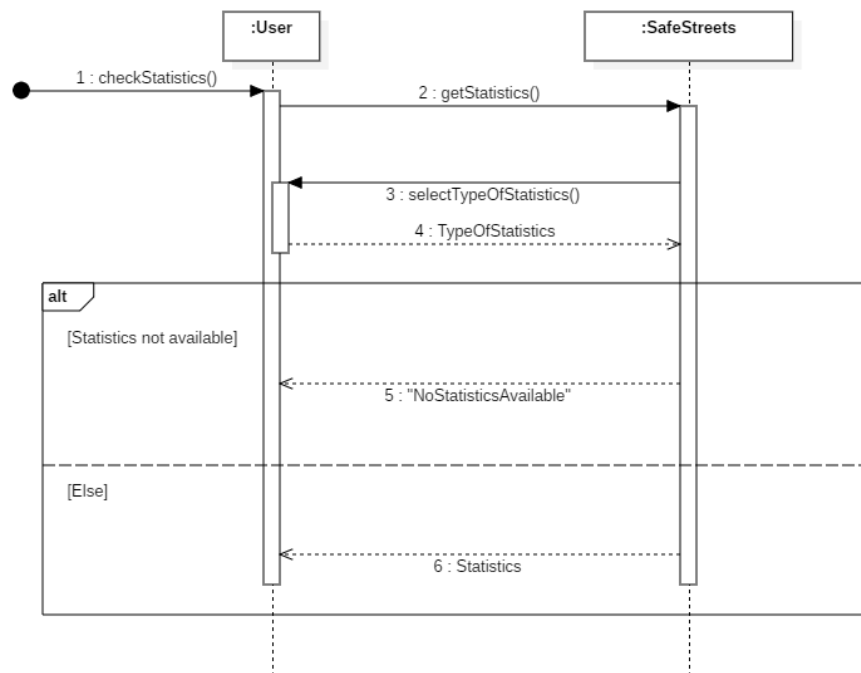 :User
:SafeStreets
1 : checkStatistics()
2 : getStatistics()
3 : selectTypeOfStatistics()
4 : TypeOfStatistics
alt
[Statistics not available]
5 : "NoStatisticsAvailable"
[Else]
6 : Statistics